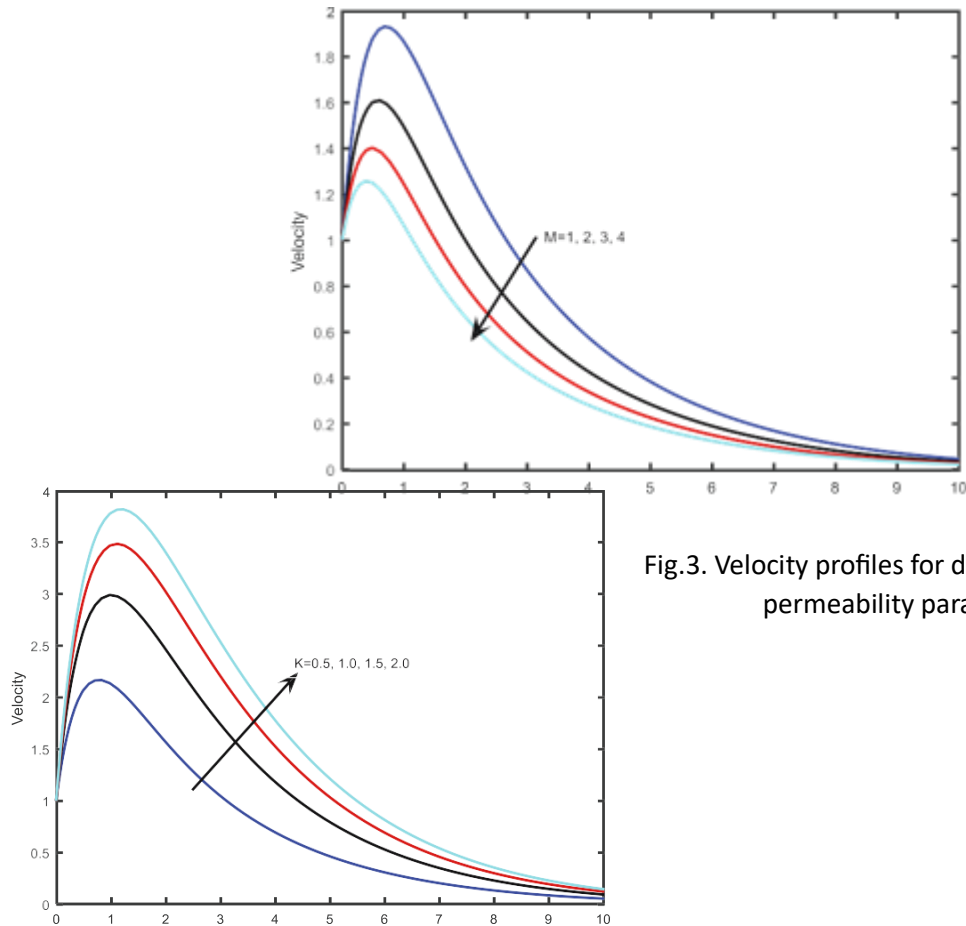 2
1.8
1.6
1.4
1.2
1
0.8
0.6
0.4
0.2
0
Velocity
M=1, 2, 3, 4
0 1 2 3 4 5 6 7 8 9 10
Fig.3. Velocity profiles for d
permeability para
4
3.5
3
2.5
2
1.5
1
0.5
0
Velocity
K=0.5, 1.0, 1.5, 2.0
0 1 2 3 4 5 6 7 8 9 10